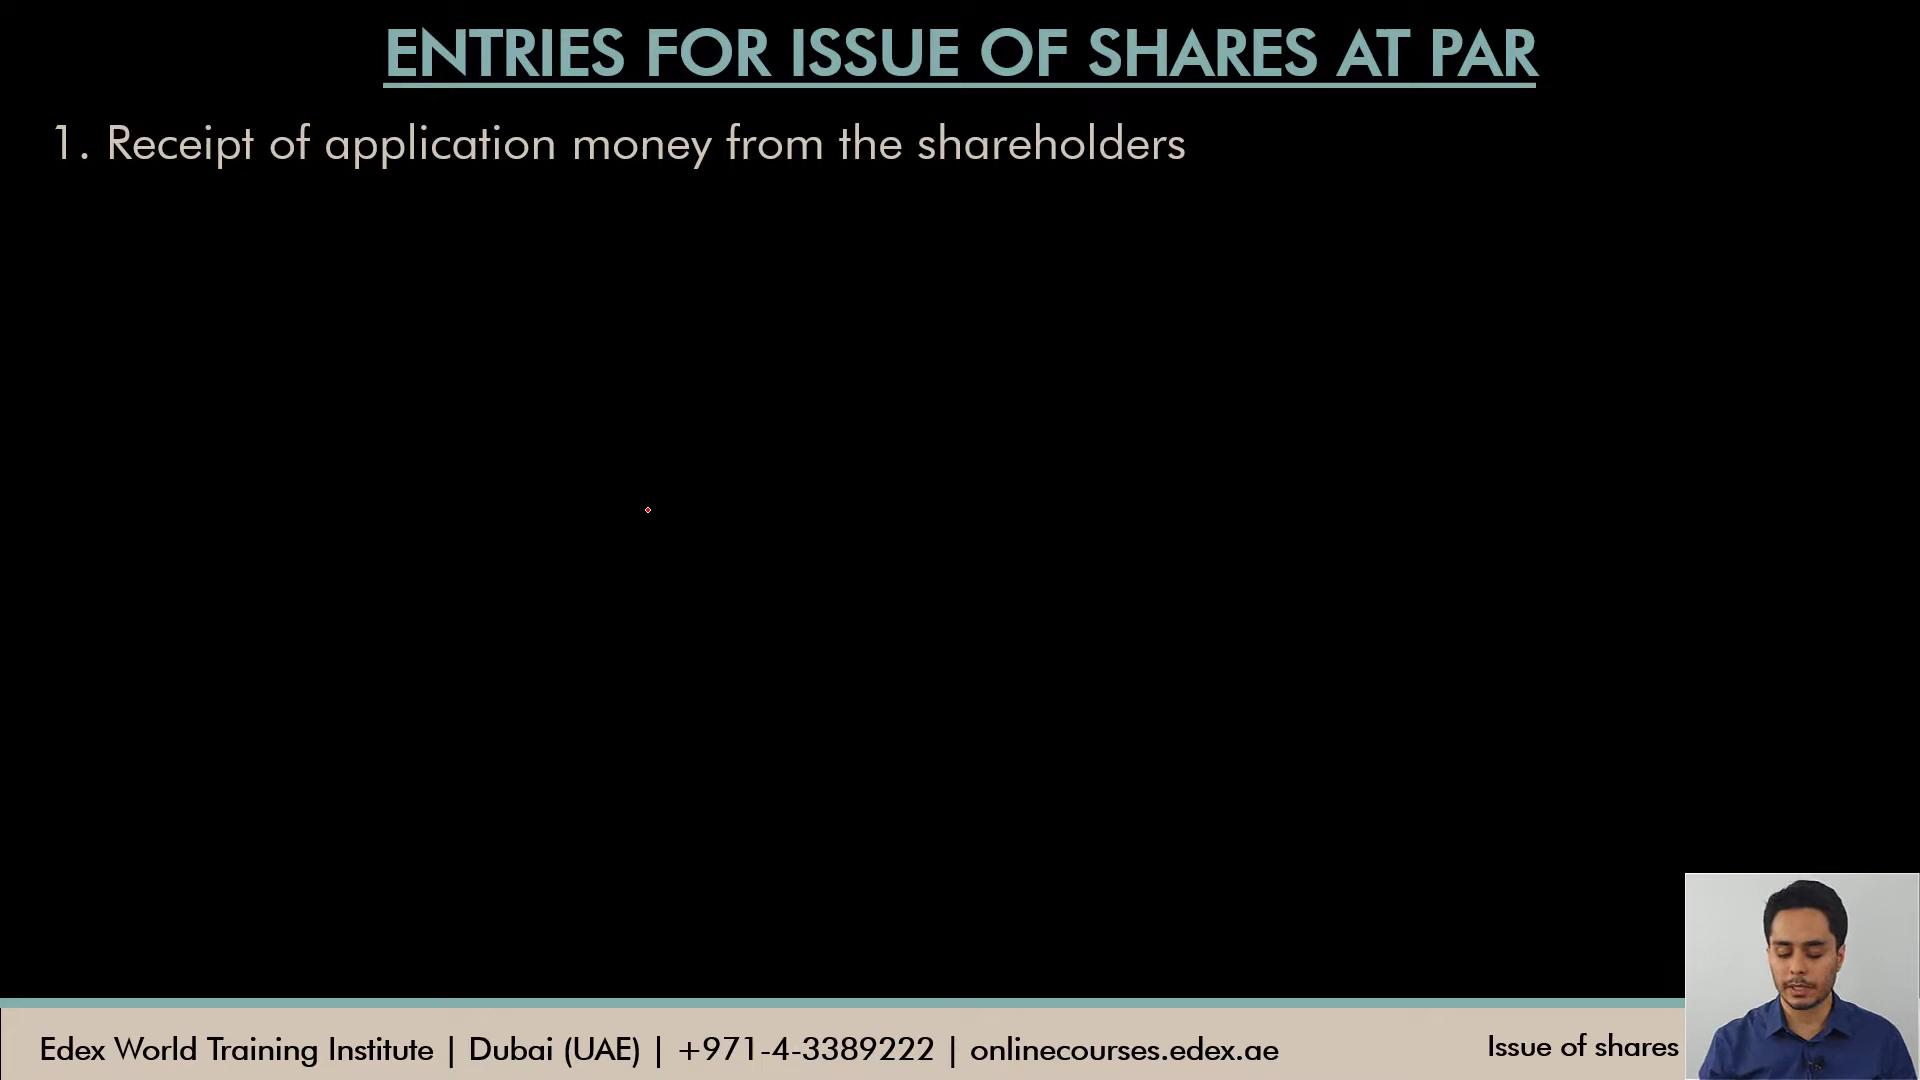 ENTRIES FOR ISSUE OF SHARES AT PAR
1. Receipt of application money from the shareholders
Edex World Training Institute | Dubai (UAE) | +971-4-3389222 | onlinecourses.edex.ae
Issue of shares